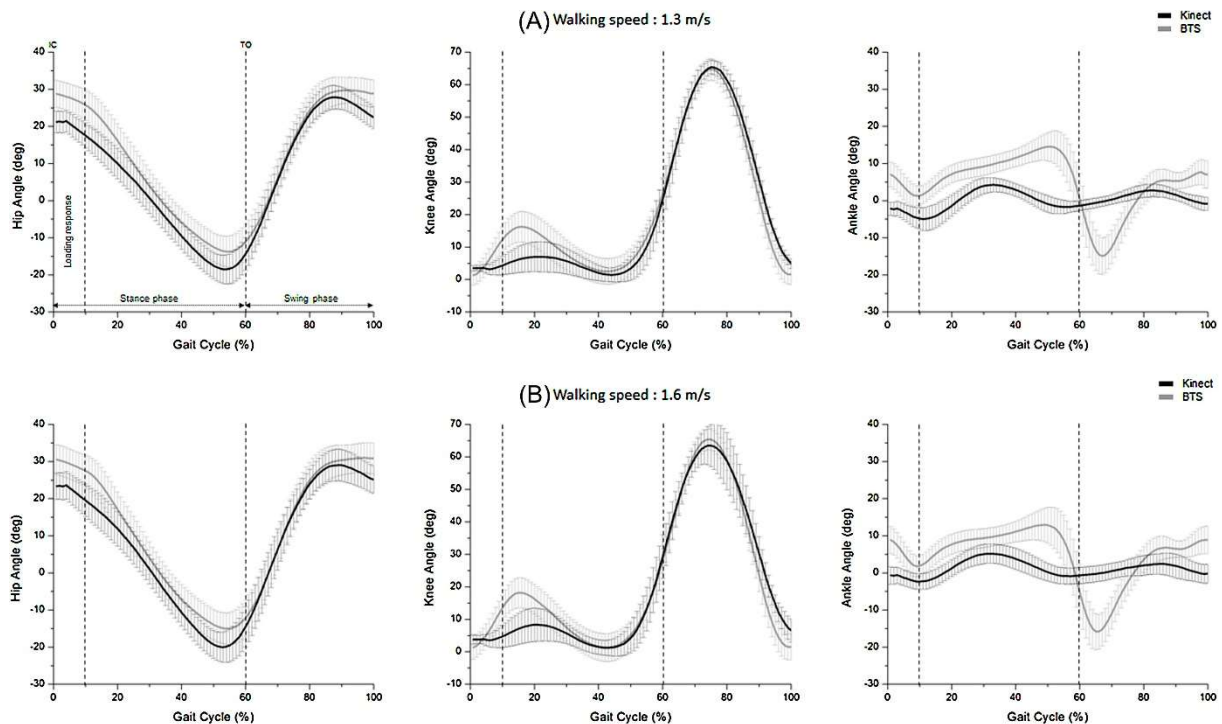 (A) Walking speed : 1.3 m/s
Kinect
BTS
IC
TO
40
30
20
10
0
-10
-20
-30
Hip Angle (deg)
Loading response
Stance phase
Swing phase
0 20 40 60 80 100
Gait Cycle (%)
70
60
50
40
30
20
10
0
-10
Knee Angle (deg)
0 20 40 60 80 100
Gait Cycle (%)
40
30
20
10
0
-10
-20
-30
Ankle Angle (deg)
0 20 40 60 80 100
Gait Cycle (%)
(B) Walking speed : 1.6 m/s
Kinect
BTS
40
30
20
10
0
-10
-20
-30
Hip Angle (deg)
0 20 40 60 80 100
Gait Cycle (%)
70
60
50
40
30
20
10
0
-10
Knee Angle (deg)
0 20 40 60 80 100
Gait Cycle (%)
40
30
20
10
0
-10
-20
-30
Ankle Angle (deg)
0 20 40 60 80 100
Gait Cycle (%)